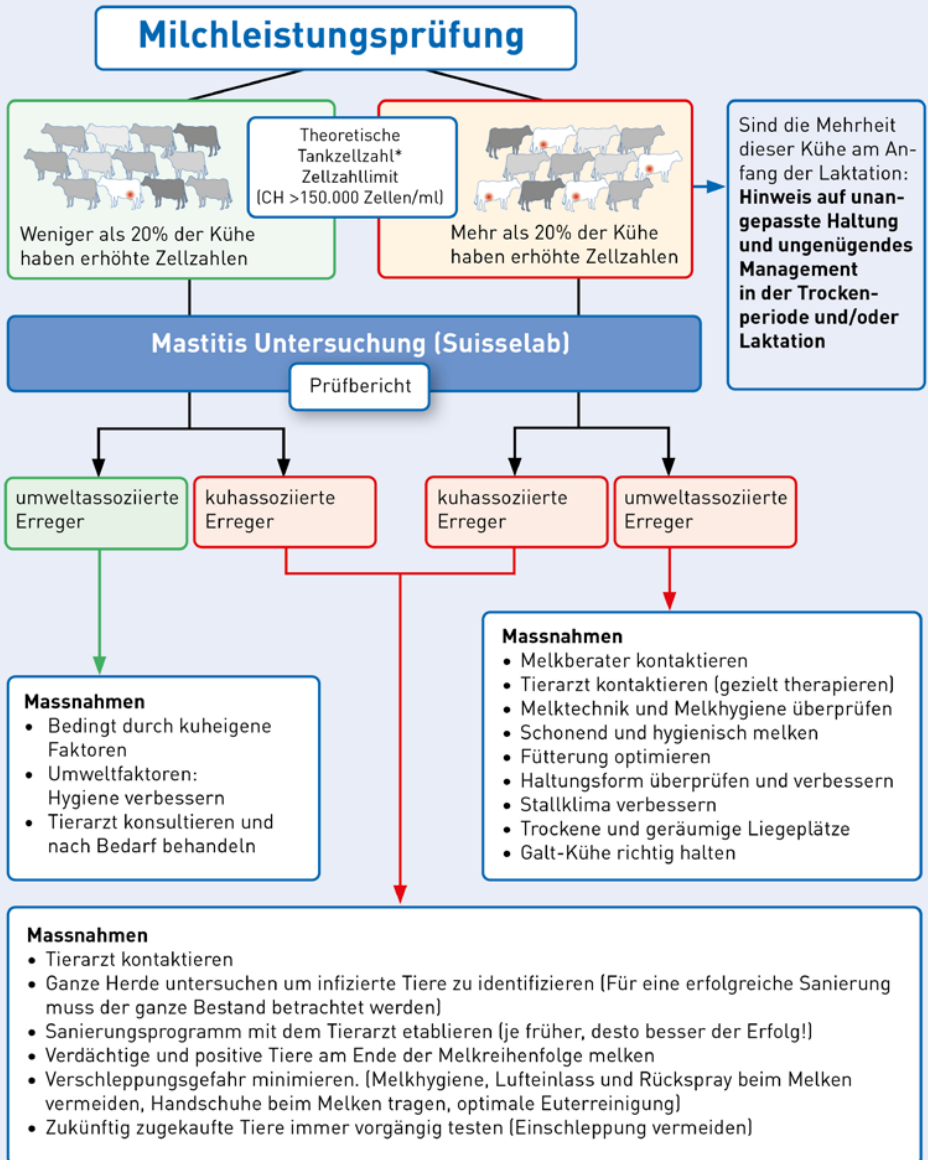 Milchleistungsprüfung
Weniger als 20% der Kühe
haben erhöhte Zellzahlen
Theoretische
Tankzellzahl*
Zellzahllimit
(CH >150.000 Zellen/ml)
Mehr als 20% der Kühe
haben erhöhte Zellzahlen
Sind die Mehrheit
dieser Kühe am An-
fang der Laktation:
Hinweis auf unan-
gepasste Haltung
und ungenügendes
Management
in der Trocken-
periode und/oder
Laktation
Mastitis Untersuchung (Suisselab)
Prüfbericht
umweltassoziierte
Erreger
kuhassoziierte
Erreger
kuhassoziierte
Erreger
umweltassoziierte
Erreger
Massnahmen
• Bedingt durch kuheigene
Faktoren
• Umweltfaktoren:
Hygiene verbessern
• Tierarzt konsultieren und
nach Bedarf behandeln
Massnahmen
• Melkberater kontaktieren
• Tierarzt kontaktieren (gezielt therapieren)
• Melktechnik und Melkhygiene überprüfen
• Schonend und hygienisch melken
• Fütterung optimieren
• Haltungsform überprüfen und verbessern
• Stallklima verbessern
• Trockene und geräumige Liegeplätze
• Galt-Kühe richtig halten
Massnahmen
• Tierarzt kontaktieren
• Ganze Herde untersuchen um infizierte Tiere zu identifizieren (Für eine erfolgreiche Sanierung
muss der ganze Bestand betrachtet werden)
• Sanierungsprogramm mit dem Tierarzt etablieren (je früher, desto besser der Erfolg!)
• Verdächtige und positive Tiere am Ende der Melkreihenfolge melken
• Verschleppungsgefahr minimieren. (Melkhygiene, Lufteinlass und Rückspray beim Melken
vermeiden, Handschuhe beim Melken tragen, optimale Euterreinigung)
• Zukünftig zugekaufte Tiere immer vorgängig testen (Einschleppung vermeiden)